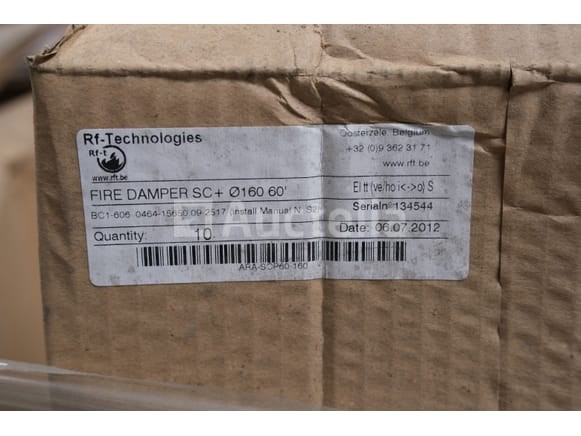 Rf-Technologies
Oosterzele, Belgium
Rf-t
+32 (0)9 362 31 71
www.rft.be
www.rft.be
FIRE DAMPER SC+ Ø160 60'
EI tt (ve/ho i<->o) S
BC1-606-0464-15650.09-2517 (Install Manual N
Serialn 134544
Quantity: 10
Date: 06.07.2012
ARA-SCP60-160